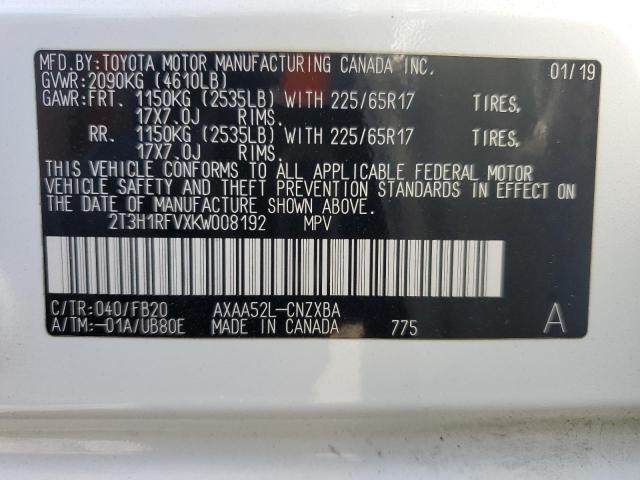 MFD.BY:TOYOTA MOTOR MANUFACTURING CANADA INC. 01/19
GVWR:2090KG (4610LB)
GAWR:FRT. 1150KG (2535LB) WITH 225/65R17 TIRES,
17X7.0J RIMS.
RR. 1150KG (2535LB) WITH 225/65R17 TIRES,
17X7.0J RIMS.
THIS VEHICLE CONFORMS TO ALL APPLICABLE FEDERAL MOTOR
VEHICLE SAFETY AND THEFT PREVENTION STANDARDS IN EFFECT ON
THE DATE OF MANUFACTURE SHOWN ABOVE.
2T3H1RFVXKW008192 MPV
C/TR:040/FB20 AXAA52L-CNZXBA
A/TM:-01A/UB80E MADE IN CANADA 775 A